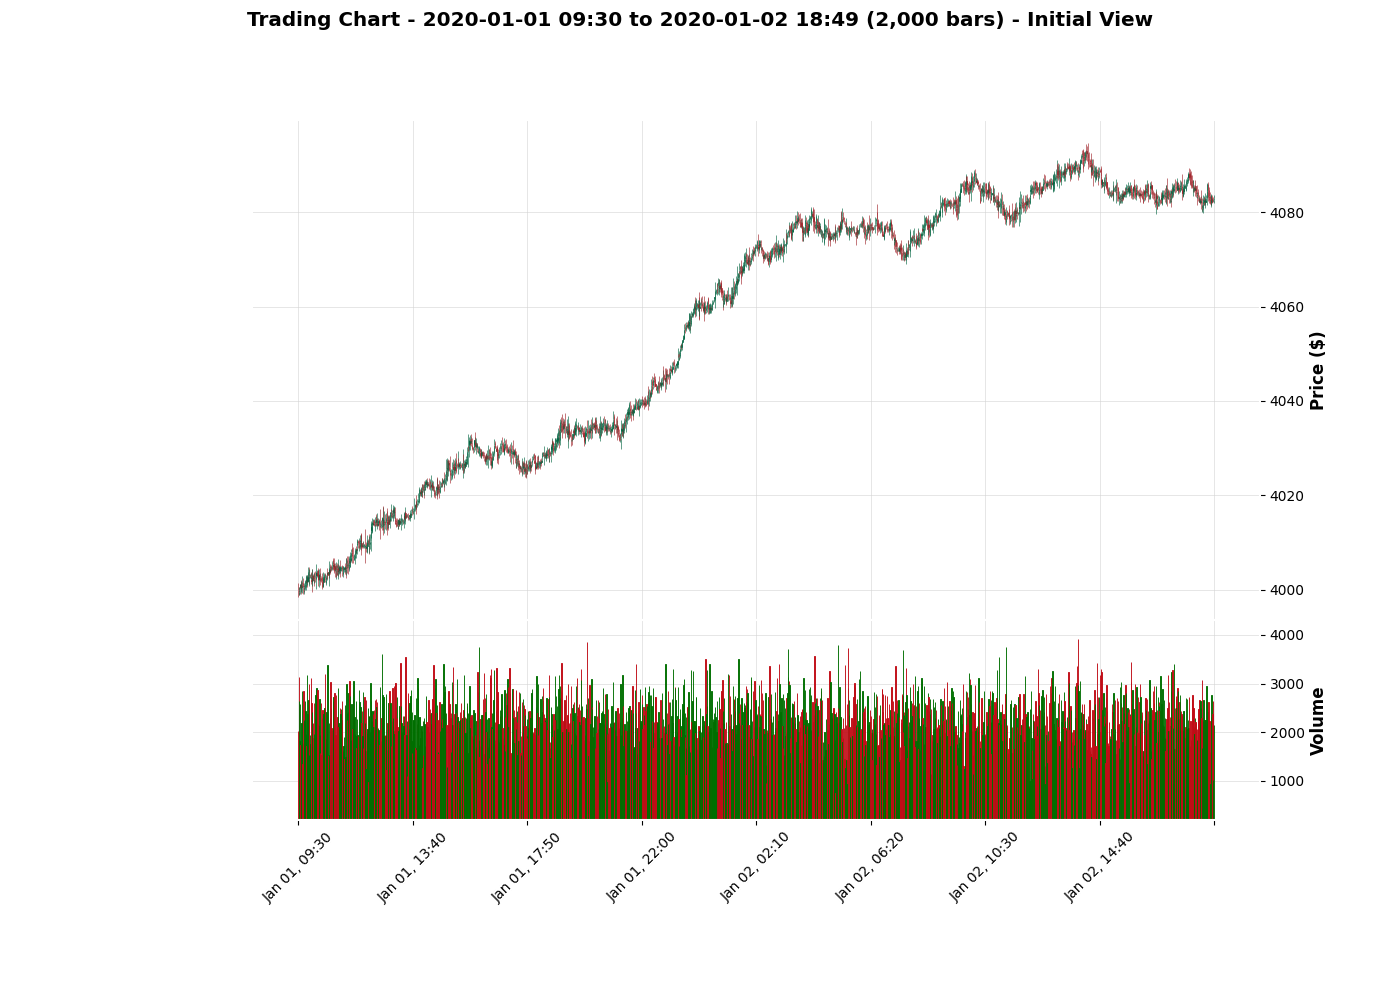 Trading Chart - 2020-01-01 09:30 to 2020-01-02 18:49 (2,000 bars) - Initial View
4080
4060
4040
4020
4000
Price ($)
4000
3000
2000
1000
Volume
Jan 01, 09:30
Jan 01, 13:40
Jan 01, 17:50
Jan 01, 22:00
Jan 02, 02:10
Jan 02, 06:20
Jan 02, 10:30
Jan 02, 14:40